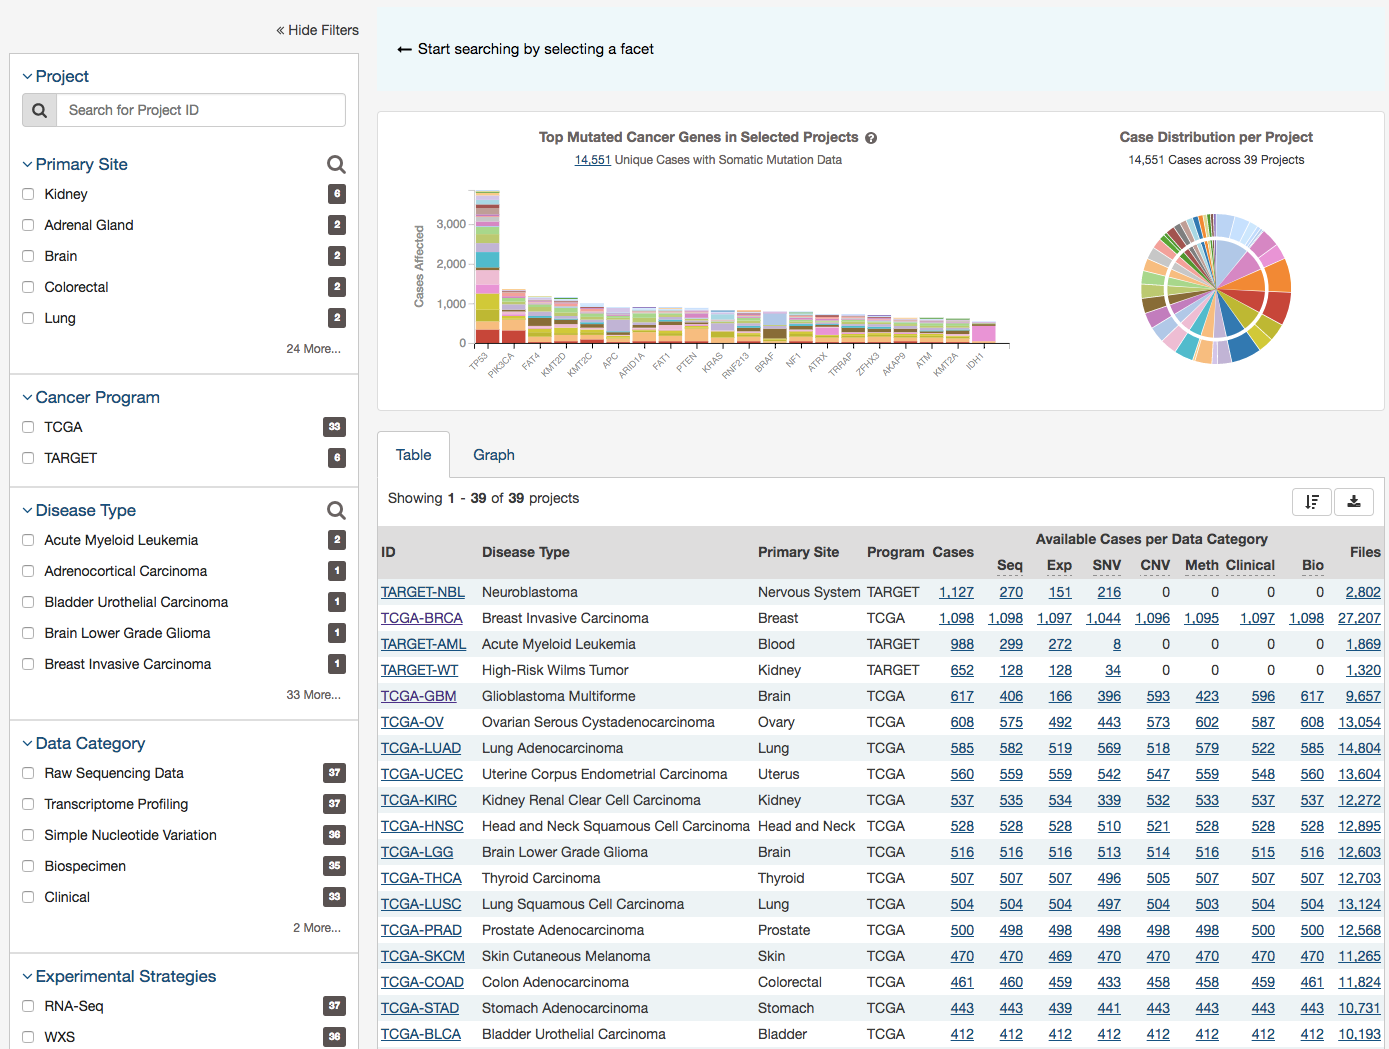 « Hide Filters
← Start searching by selecting a facet
Project
Search for Project ID
Primary Site
Kidney 6
Adrenal Gland 2
Brain 2
Colorectal 2
Lung 2
24 More...
Cancer Program
TCGA 33
TARGET 6
Disease Type
Acute Myeloid Leukemia 2
Adrenocortical Carcinoma 1
Bladder Urothelial Carcinoma 1
Brain Lower Grade Glioma 1
Breast Invasive Carcinoma 1
33 More...
Data Category
Raw Sequencing Data 37
Transcriptome Profiling 37
Simple Nucleotide Variation 36
Biospecimen 35
Clinical 33
2 More...
Experimental Strategies
RNA-Seq 37
WXS 36
Top Mutated Cancer Genes in Selected Projects
14,551 Unique Cases with Somatic Mutation Data
Cases Affected
3,000
2,000
1,000
0
TP53 PIK3CA FAT4 KMT2D KMT2C APC ARID1A FAT1 PTEN KRAS RNF213 BRAF NF1 ATRX TRRAP ZFHX3 AKAP9 ATM KMT2A IDH1
Case Distribution per Project
14,551 Cases across 39 Projects
Table Graph
Showing 1 - 39 of 39 projects
Available Cases per Data Category
ID Disease Type Primary Site Program Cases Seq Exp SNV CNV Meth Clinical Bio Files
TARGET-NBL Neuroblastoma Nervous System TARGET 1,127 270 151 216 0 0 0 0 2,802
TCGA-BRCA Breast Invasive Carcinoma Breast TCGA 1,098 1,098 1,097 1,044 1,096 1,095 1,097 1,098 27,207
TARGET-AML Acute Myeloid Leukemia Blood TARGET 988 299 272 8 0 0 0 0 1,869
TARGET-WT High-Risk Wilms Tumor Kidney TARGET 652 128 128 34 0 0 0 0 1,320
TCGA-GBM Glioblastoma Multiforme Brain TCGA 617 406 166 396 593 423 596 617 9,657
TCGA-OV Ovarian Serous Cystadenocarcinoma Ovary TCGA 608 575 492 443 573 602 587 608 13,054
TCGA-LUAD Lung Adenocarcinoma Lung TCGA 585 582 519 569 518 579 522 585 14,804
TCGA-UCEC Uterine Corpus Endometrial Carcinoma Uterus TCGA 560 559 559 542 547 559 548 560 13,604
TCGA-KIRC Kidney Renal Clear Cell Carcinoma Kidney TCGA 537 535 534 339 532 533 537 537 12,272
TCGA-HNSC Head and Neck Squamous Cell Carcinoma Head and Neck TCGA 528 528 528 510 521 528 528 528 12,895
TCGA-LGG Brain Lower Grade Glioma Brain TCGA 516 516 516 513 514 516 515 516 12,603
TCGA-THCA Thyroid Carcinoma Thyroid TCGA 507 507 507 496 505 507 507 507 12,703
TCGA-LUSC Lung Squamous Cell Carcinoma Lung TCGA 504 504 504 497 504 503 504 504 13,124
TCGA-PRAD Prostate Adenocarcinoma Prostate TCGA 500 498 498 498 498 498 500 500 12,568
TCGA-SKCM Skin Cutaneous Melanoma Skin TCGA 470 470 469 470 470 470 470 470 11,265
TCGA-COAD Colon Adenocarcinoma Colorectal TCGA 461 460 459 433 458 458 459 461 11,824
TCGA-STAD Stomach Adenocarcinoma Stomach TCGA 443 443 439 441 443 443 443 443 10,731
TCGA-BLCA Bladder Urothelial Carcinoma Bladder TCGA 412 412 412 412 412 412 412 412 10,193